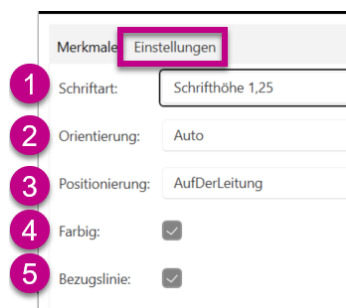 Merkmale Einstellungen
1 Schriftart: Schrifthöhe 1,25
2 Orientierung: Auto
3 Positionierung: AufDerLeitung
4 Farbig:
5 Bezugslinie: